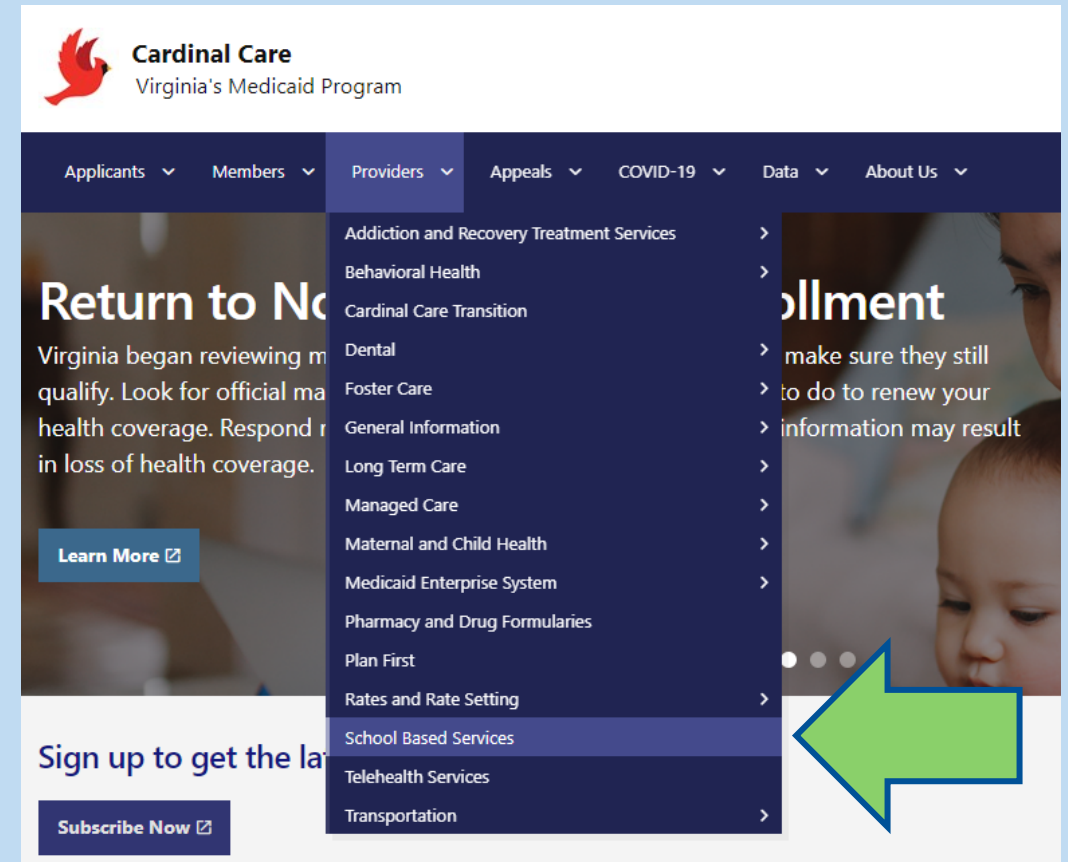 Cardinal Care
Virginia's Medicaid Program
Applicants Members Providers Appeals COVID-19 Data About Us
Addiction and Recovery Treatment Services
Behavioral Health
Cardinal Care Transition
Dental
Foster Care
General Information
Long Term Care
Managed Care
Maternal and Child Health
Medicaid Enterprise System
Pharmacy and Drug Formularies
Plan First
Rates and Rate Setting
School Based Services
Telehealth Services
Transportation
Return to
Virginia began reviewing make sure they still
qualify. Look for official to do to renew your
health coverage. Respond information may result
in loss of health coverage.
Learn More
Sign up to get the
Subscribe Now